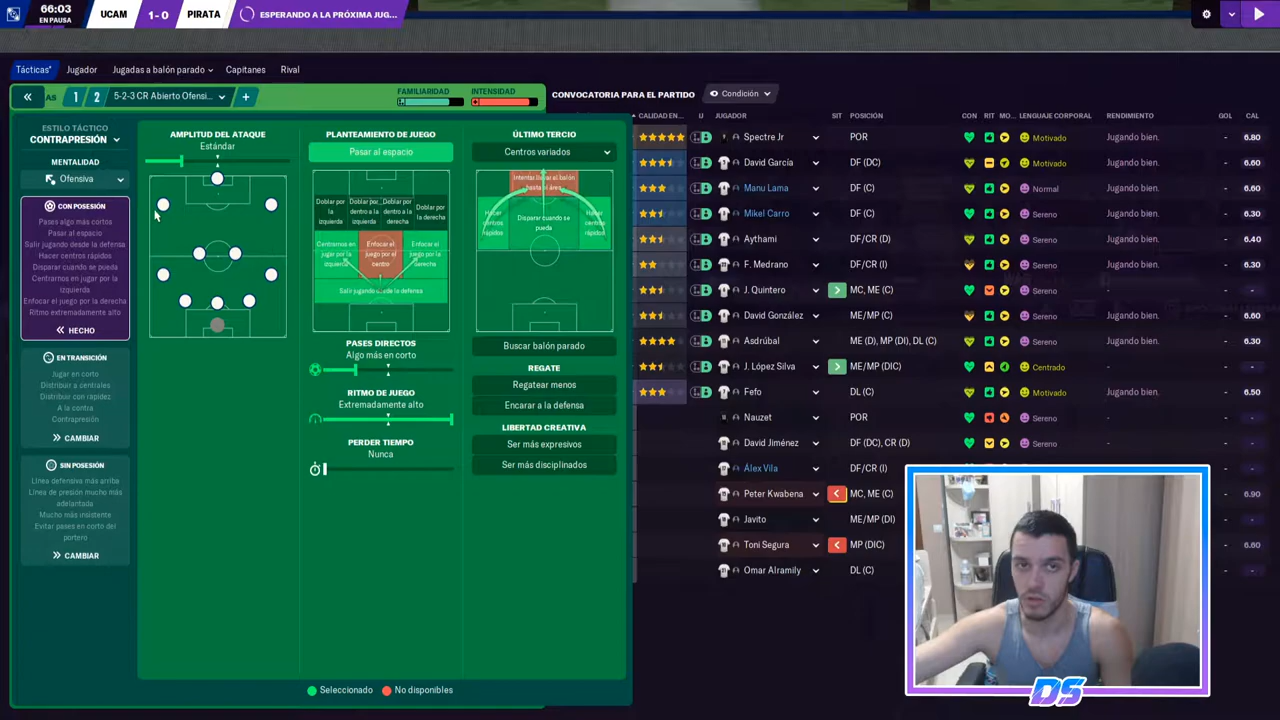 66:03
EN PAUSA
UCAM
1 - 0
PIRATA
ESPERANDO A LA PRÓXIMA JUG...
Tácticas*
Jugador
Jugadas a balón parado
Capitanes
Rival
AS
1
2
5-2-3 CR Abierto Ofensi...
FAMILIARIDAD
INTENSIDAD
ESTILO TÁCTICO
CONTRAPRESIÓN
MENTALIDAD
Ofensiva
CON POSESIÓN
Pases algo más cortos
Pasar al espacio
Salir jugando desde la defensa
Hacer centros rápidos
Disparar cuando se pueda
Centrarnos en jugar por la izquierda
Enfocar el juego por la derecha
Ritmo extremadamente alto
HECHO
EN TRANSICIÓN
Jugar en corto
Distribuir a centrales
Distribuir con rapidez
A la contra
Contrapresión
CAMBIAR
SIN POSESIÓN
Línea defensiva más arriba
Línea de presión mucho más adelantada
Mucho más insistente
Evitar pases en corto del portero
CAMBIAR
AMPLITUD DEL ATAQUE
Estándar
PLANTEAMIENTO DE JUEGO
Pasar al espacio
Doblar por la izquierda
Doblar por dentro a la izquierda
Doblar por dentro a la derecha
Doblar por la derecha
Centrarnos en jugar por la izquierda
Enfocar el juego por el centro
Enfocar el juego por la derecha
Salir jugando desde la defensa
PASES DIRECTOS
Algo más en corto
RITMO DE JUEGO
Extremadamente alto
PERDER TIEMPO
Nunca
ÚLTIMO TERCIO
Centros variados
Intentar llevar el balón hasta el área
Hacer centros rápidos
Disparar cuando se pueda
Hacer centros rápidos
Buscar balón parado
REGATE
Regatear menos
Encarar a la defensa
LIBERTAD CREATIVA
Ser más expresivos
Ser más disciplinados
Seleccionado
No disponibles
CONVOCATORIA PARA EL PARTIDO
Condición
CALIDAD EN... JUGADOR SIT POSICIÓN CON RIT MO... LENGUAJE CORPORAL RENDIMIENTO GOL CAL
Spectre Jr POR Motivado Jugando bien. - 6.80
David García DF (DC) Motivado Jugando bien. - 6.60
Manu Lama DF (C) Normal Jugando bien. - 6.60
Mikel Carro DF (C) Sereno Jugando bien. - 6.30
Aythami DF/CR (D) Sereno Jugando bien. - 6.40
F. Medrano DF/CR (I) Sereno Jugando bien. - 6.30
J. Quintero MC, ME (C) Sereno - - -
David González ME/MP (C) Sereno Jugando bien. - 6.60
Asdrúbal ME (D), MP (DI), DL (C) Sereno Jugando bien. - 6.30
J. López Silva ME/MP (DIC) Centrado - - -
Fefo DL (C) Motivado Jugando bien. - 6.50
Nauzet POR Sereno - - -
David Jiménez DF (DC), CR (D) Sereno - - -
Álex Vila DF/CR (I)
Peter Kwabena MC, ME (C) - 6.90
Javito ME/MP (DI) - -
Toni Segura MP (DIC) - 6.60
Omar Alramily DL (C) - -
DS